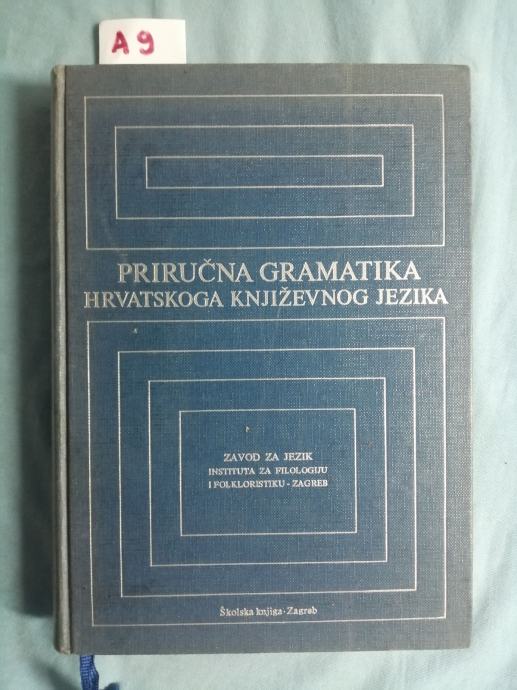 A9
PRIRUČNA GRAMATIKA
HRVATSKOGA KNJIŽEVNOG JEZIKA
ZAVOD ZA JEZIK
INSTITUTA ZA FILOLOGIJU
I FOLKLORISTIKU - ZAGREB
Školska knjiga · Zagreb